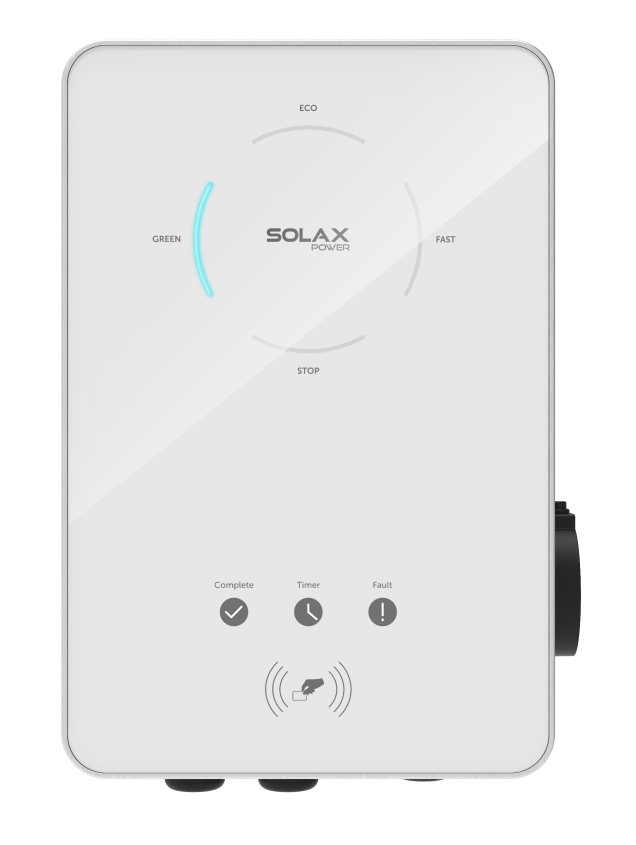 ECO
GREEN
SOLAX
POWER
FAST
STOP
Complete Timer Fault